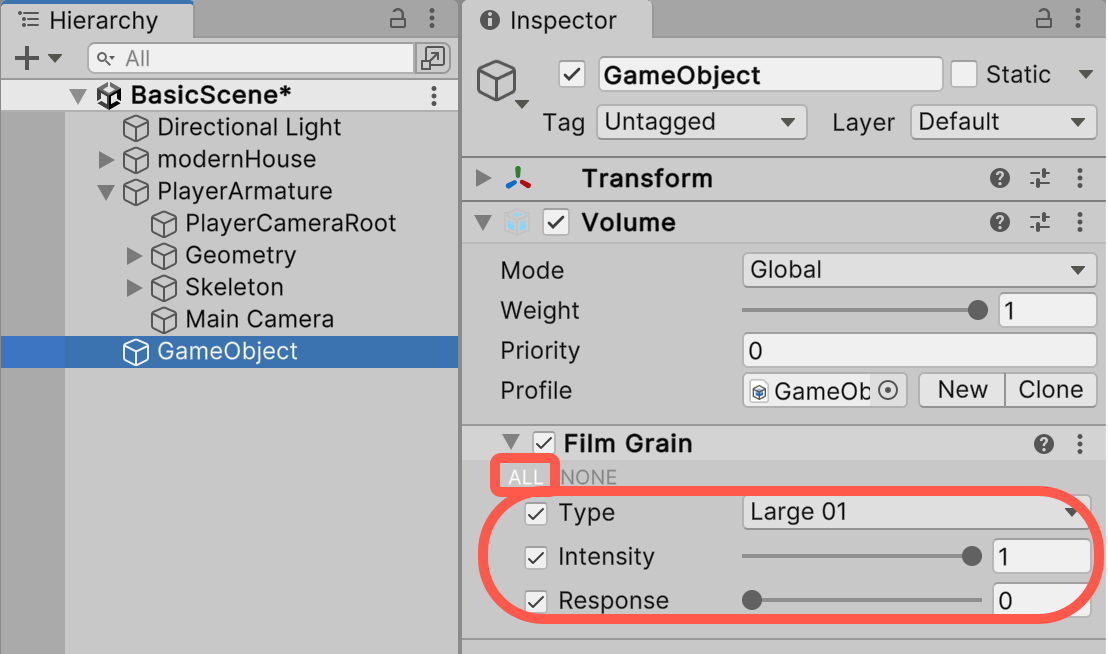 Hierarchy
All
BasicScene*
Directional Light
modernHouse
PlayerArmature
PlayerCameraRoot
Geometry
Skeleton
Main Camera
GameObject
Inspector
GameObject Static
Tag Untagged Layer Default
Transform
Volume
Mode Global
Weight 1
Priority 0
Profile GameOb New Clone
Film Grain
ALL NONE
Type Large 01
Intensity 1
Response 0